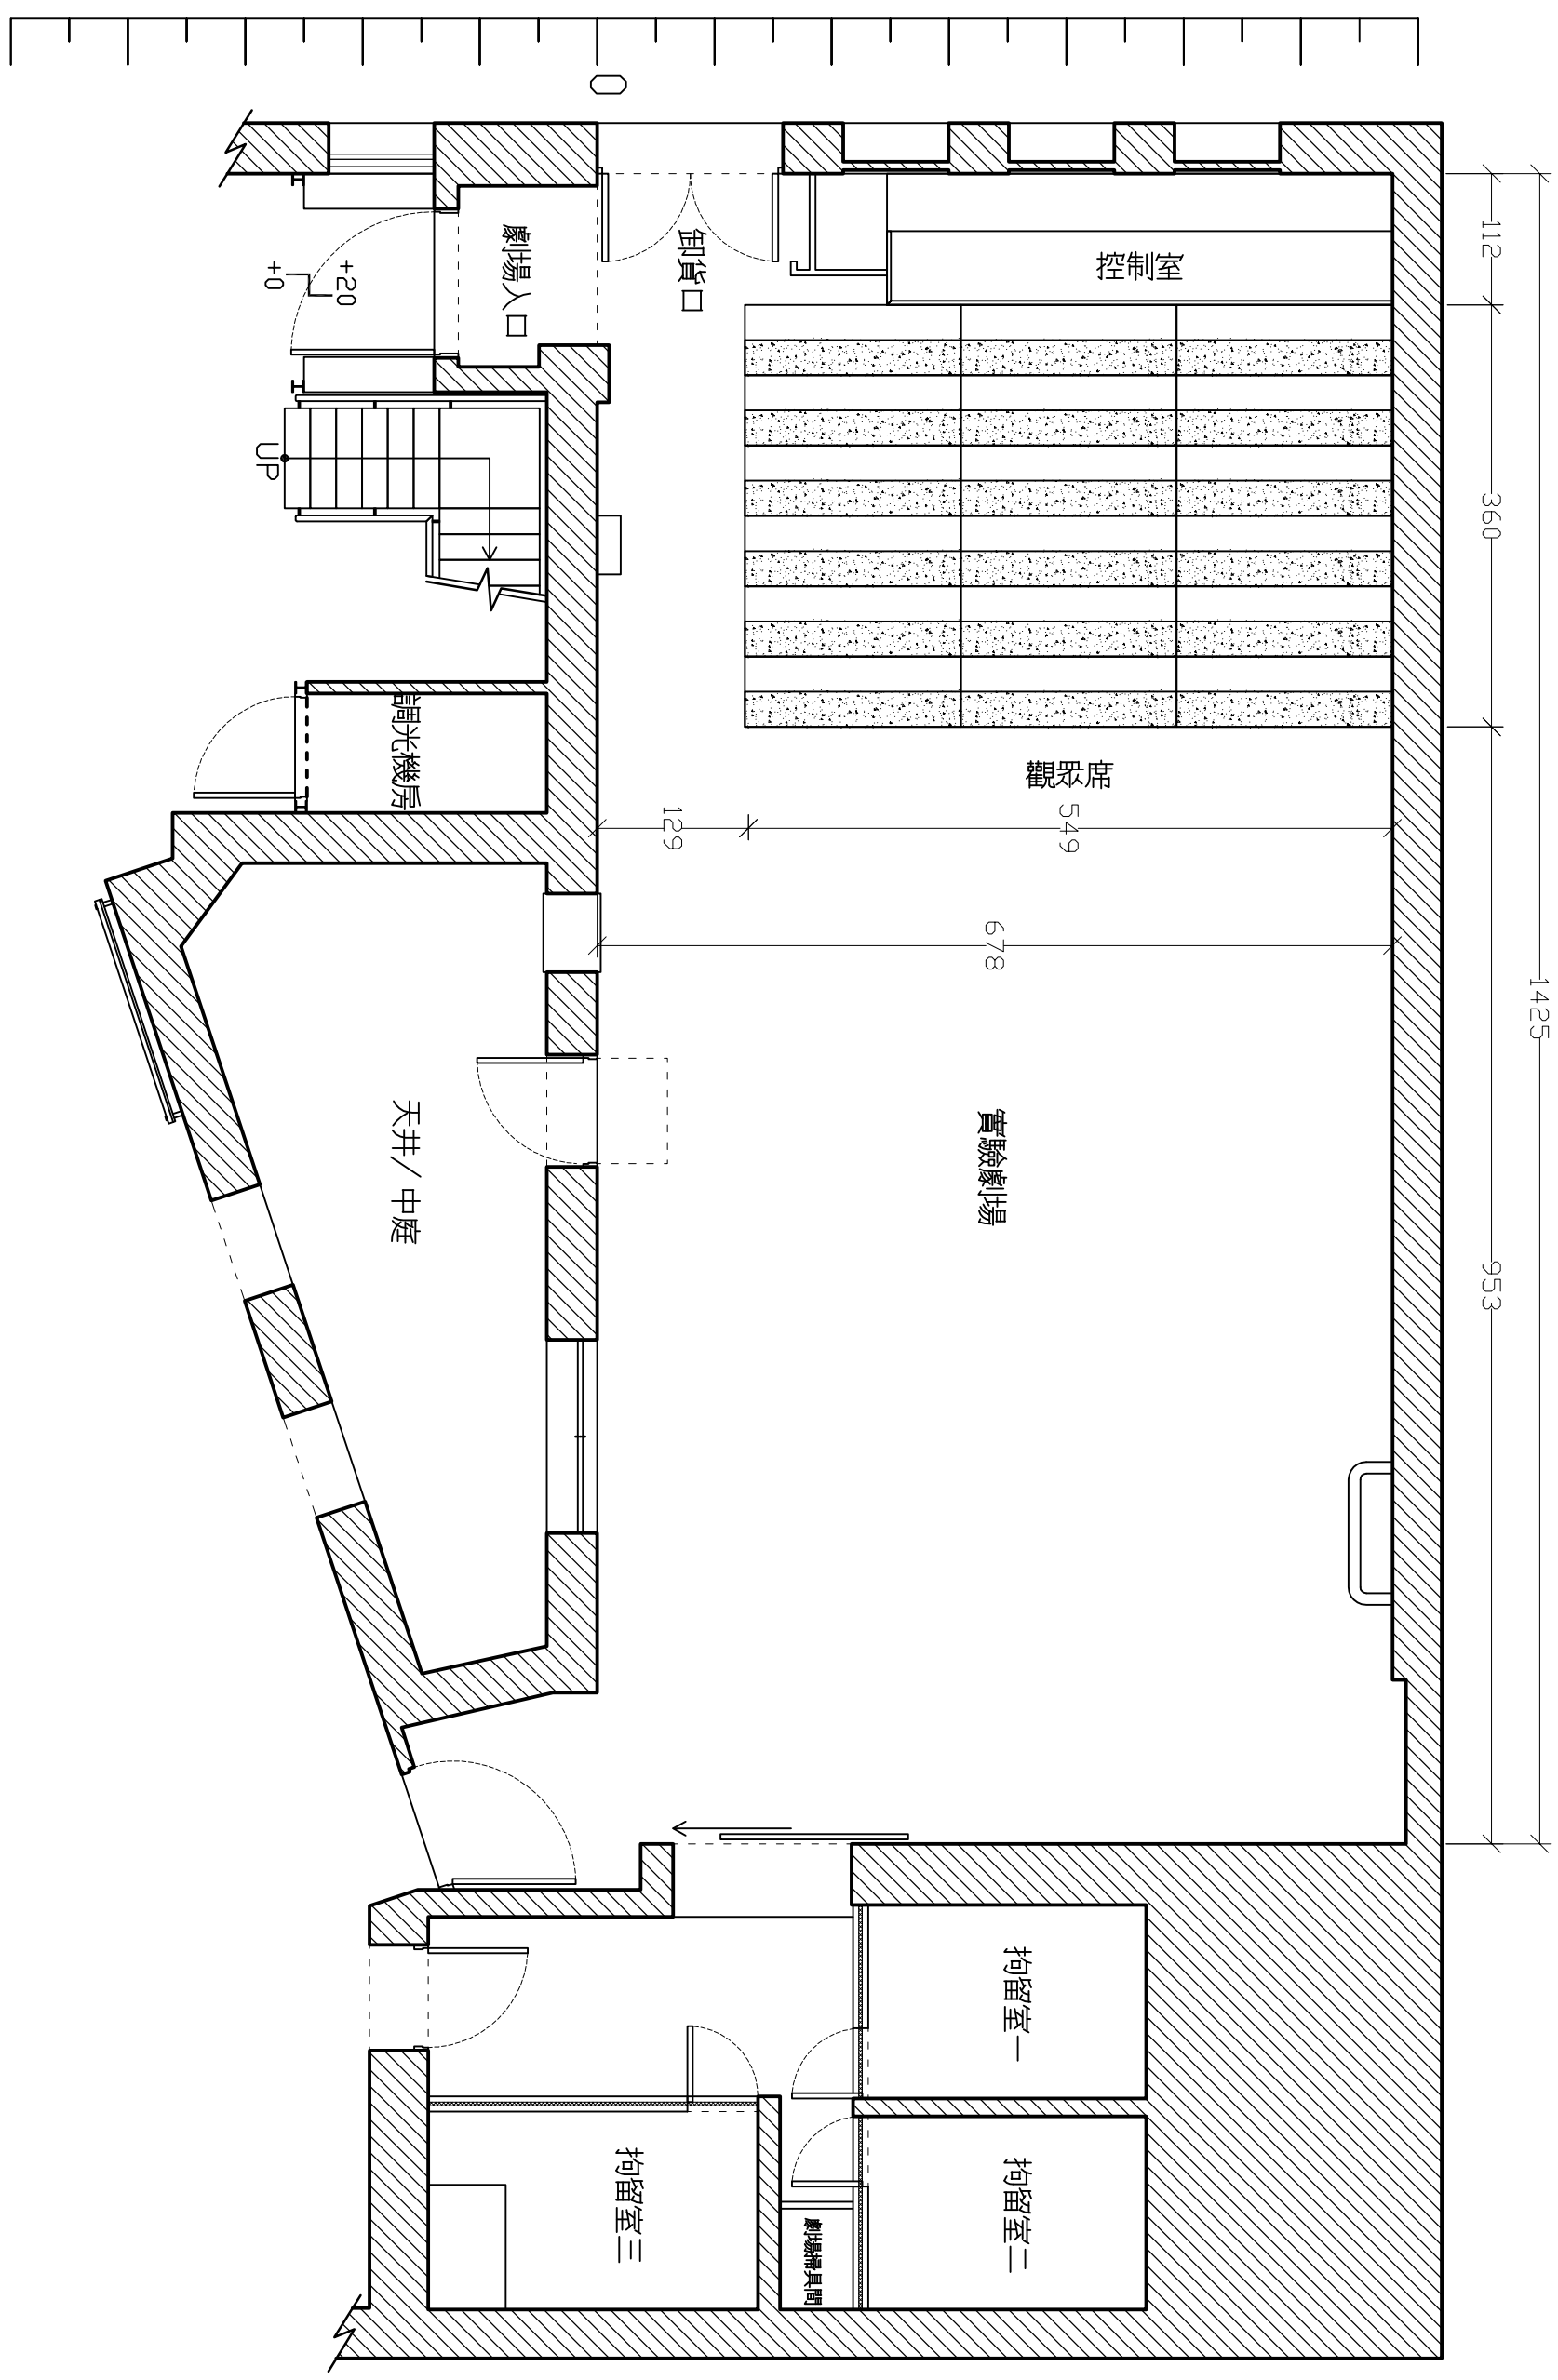 0
劇場入口
卸貨口
控制室
112
+20
+0
UP
360
調光機房
觀眾席
129
549
678
1425
天井/中庭
實驗劇場
953
拘留室一
拘留室二
拘留室三
劇場掃具間